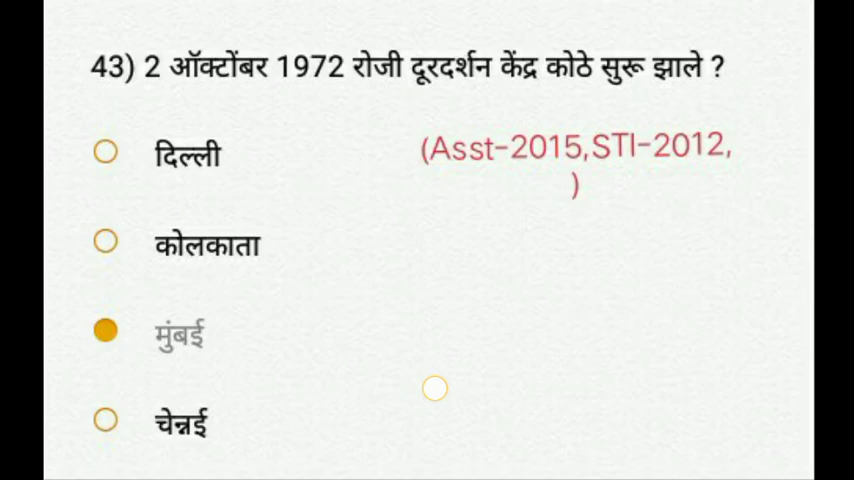 43) 2 ऑक्टोंबर 1972 रोजी दूरदर्शन केंद्र कोठे सुरू झाले ?
दिल्ली
(Asst-2015,STI-2012,
)
कोलकाता
मुंबई
चेन्नई